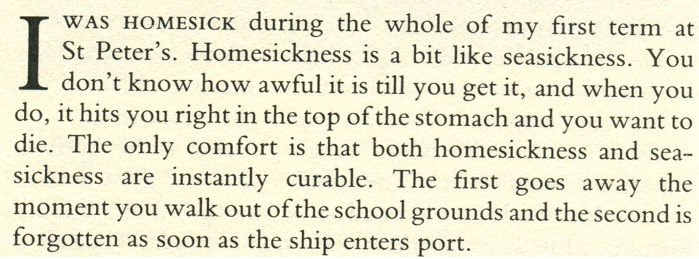 I WAS HOMESICK during the whole of my first term at
St Peter's. Homesickness is a bit like seasickness. You
don't know how awful it is till you get it, and when you
do, it hits you right in the top of the stomach and you want to
die. The only comfort is that both homesickness and sea-
sickness are instantly curable. The first goes away the
moment you walk out of the school grounds and the second is
forgotten as soon as the ship enters port.